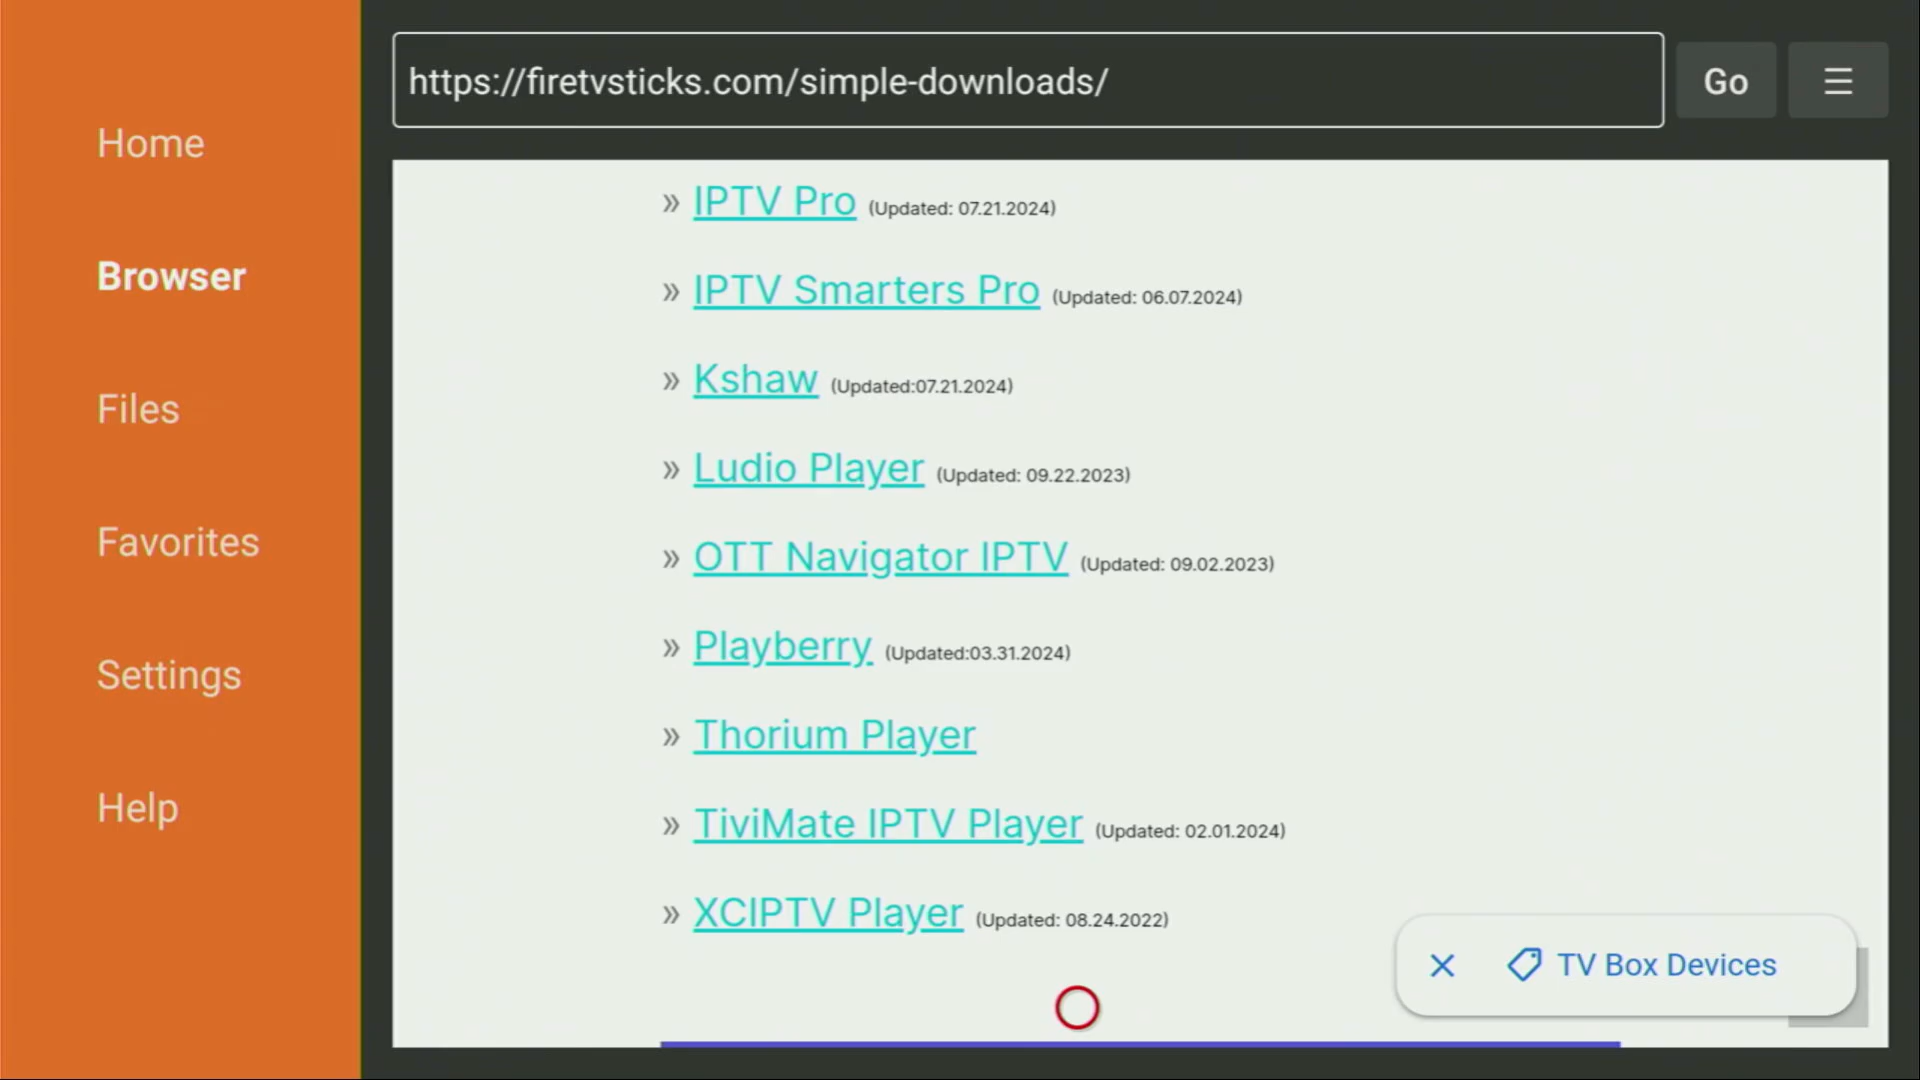 https://firetvsticks.com/simple-downloads/
Go
Home
Browser
Files
Favorites
Settings
Help
» IPTV Pro (Updated: 07.21.2024)
» IPTV Smarters Pro (Updated: 06.07.2024)
» Kshaw (Updated:07.21.2024)
» Ludio Player (Updated: 09.22.2023)
» OTT Navigator IPTV (Updated: 09.02.2023)
» Playberry (Updated:03.31.2024)
» Thorium Player
» TiviMate IPTV Player (Updated: 02.01.2024)
» XCIPTV Player (Updated: 08.24.2022)
TV Box Devices